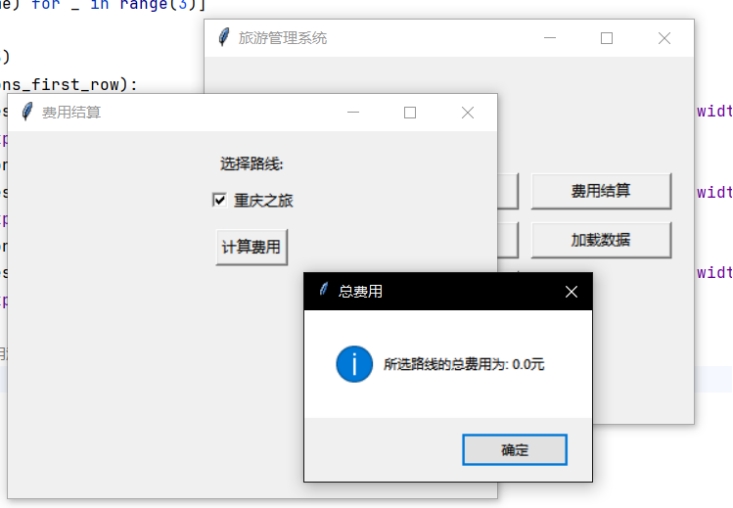 e) for _ in range(3)]
旅游管理系统
ns_first_row):
费用结算
widt
选择路线:
重庆之旅
费用结算
widt
计算费用
加载数据
widt
总费用
所选路线的总费用为: 0.0元
确定